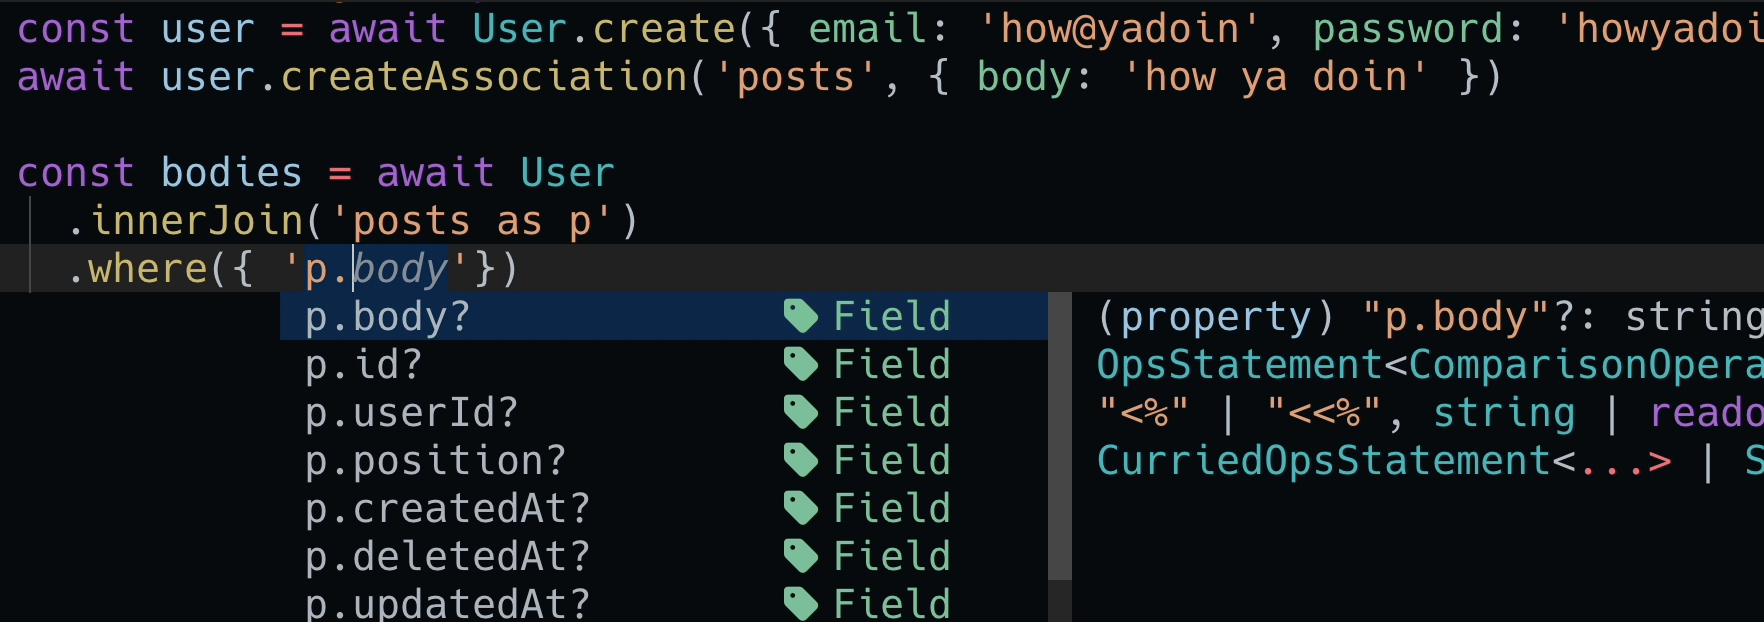 const user = await User.create({ email: 'how@yadoin', password: 'howyadoi
await user.createAssociation('posts', { body: 'how ya doin' })
const bodies = await User
.innerJoin('posts as p')
.where({ 'p.body'})
p.body? Field
p.id? Field
p.userId? Field
p.position? Field
p.createdAt? Field
p.deletedAt? Field
p.updatedAt? Field
(property) "p.body"?: string
OpsStatement<ComparisonOpera
"<%" | "<<%", string | reado
CurriedOpsStatement<...> | S